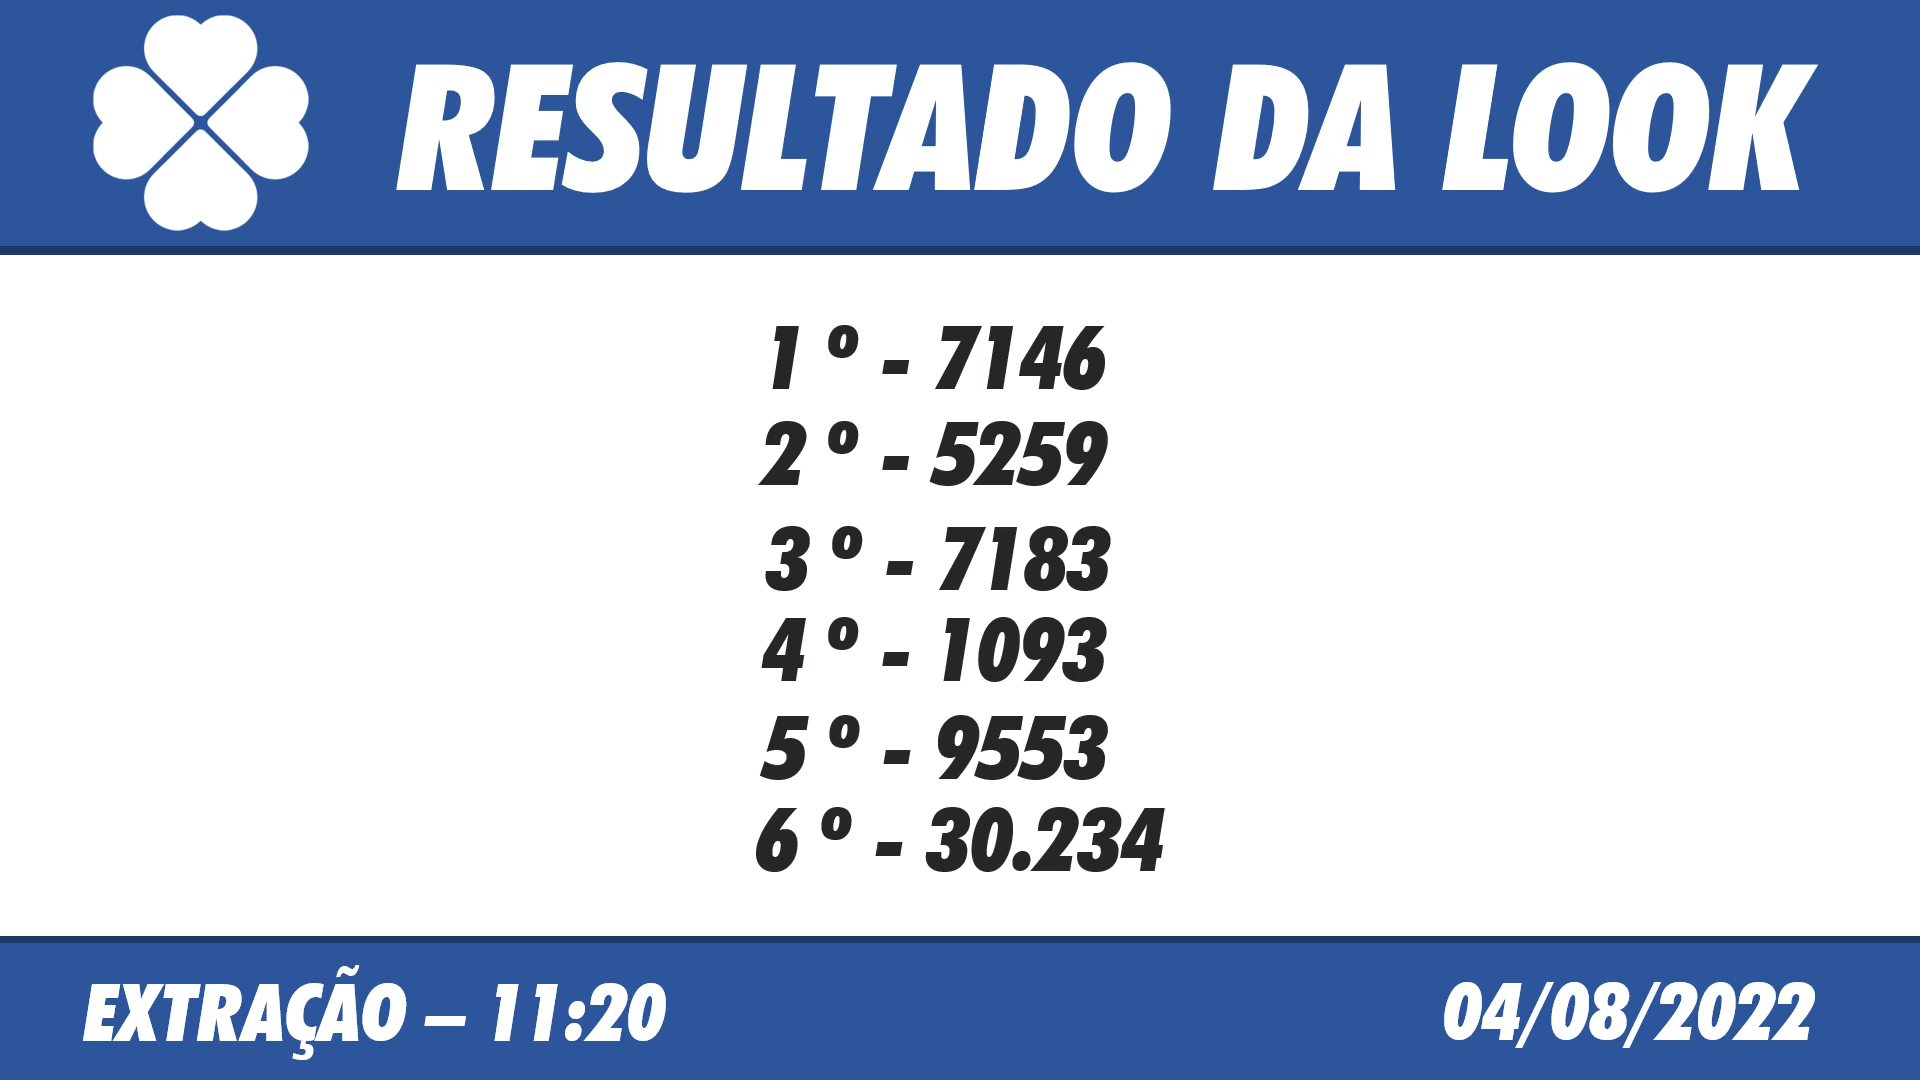 RESULTADO DA LOOK
1 º - 7146
2 º - 5259
3 º - 7183
4 º - 1093
5 º - 9553
6 º - 30.234
EXTRAÇÃO – 11:20
04/08/2022